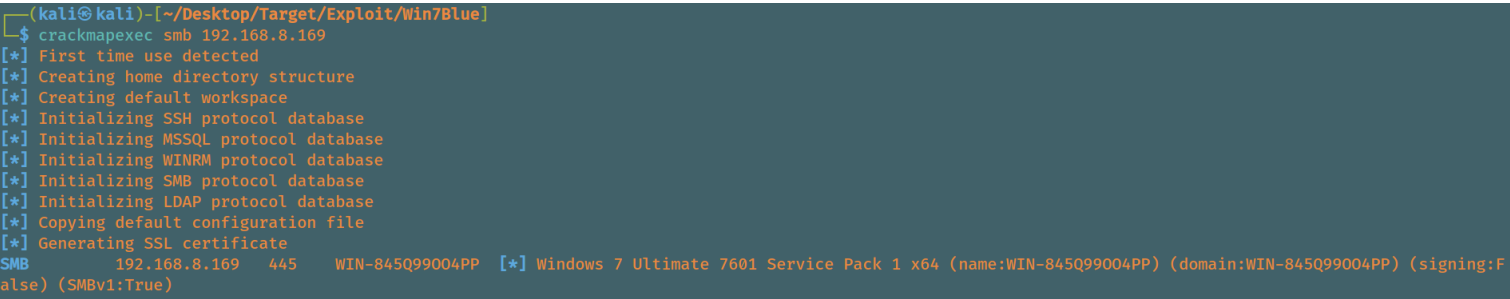 ┌──(kali㉿kali)-[~/Desktop/Target/Exploit/Win7Blue]
└─$ crackmapexec smb 192.168.8.169
[*] First time use detected
[*] Creating home directory structure
[*] Creating default workspace
[*] Initializing SSH protocol database
[*] Initializing MSSQL protocol database
[*] Initializing WINRM protocol database
[*] Initializing SMB protocol database
[*] Initializing LDAP protocol database
[*] Copying default configuration file
[*] Generating SSL certificate
SMB         192.168.8.169   445    WIN-845Q99OO4PP  [*] Windows 7 Ultimate 7601 Service Pack 1 x64 (name:WIN-845Q99OO4PP) (domain:WIN-845Q99OO4PP) (signing:F
alse) (SMBv1:True)